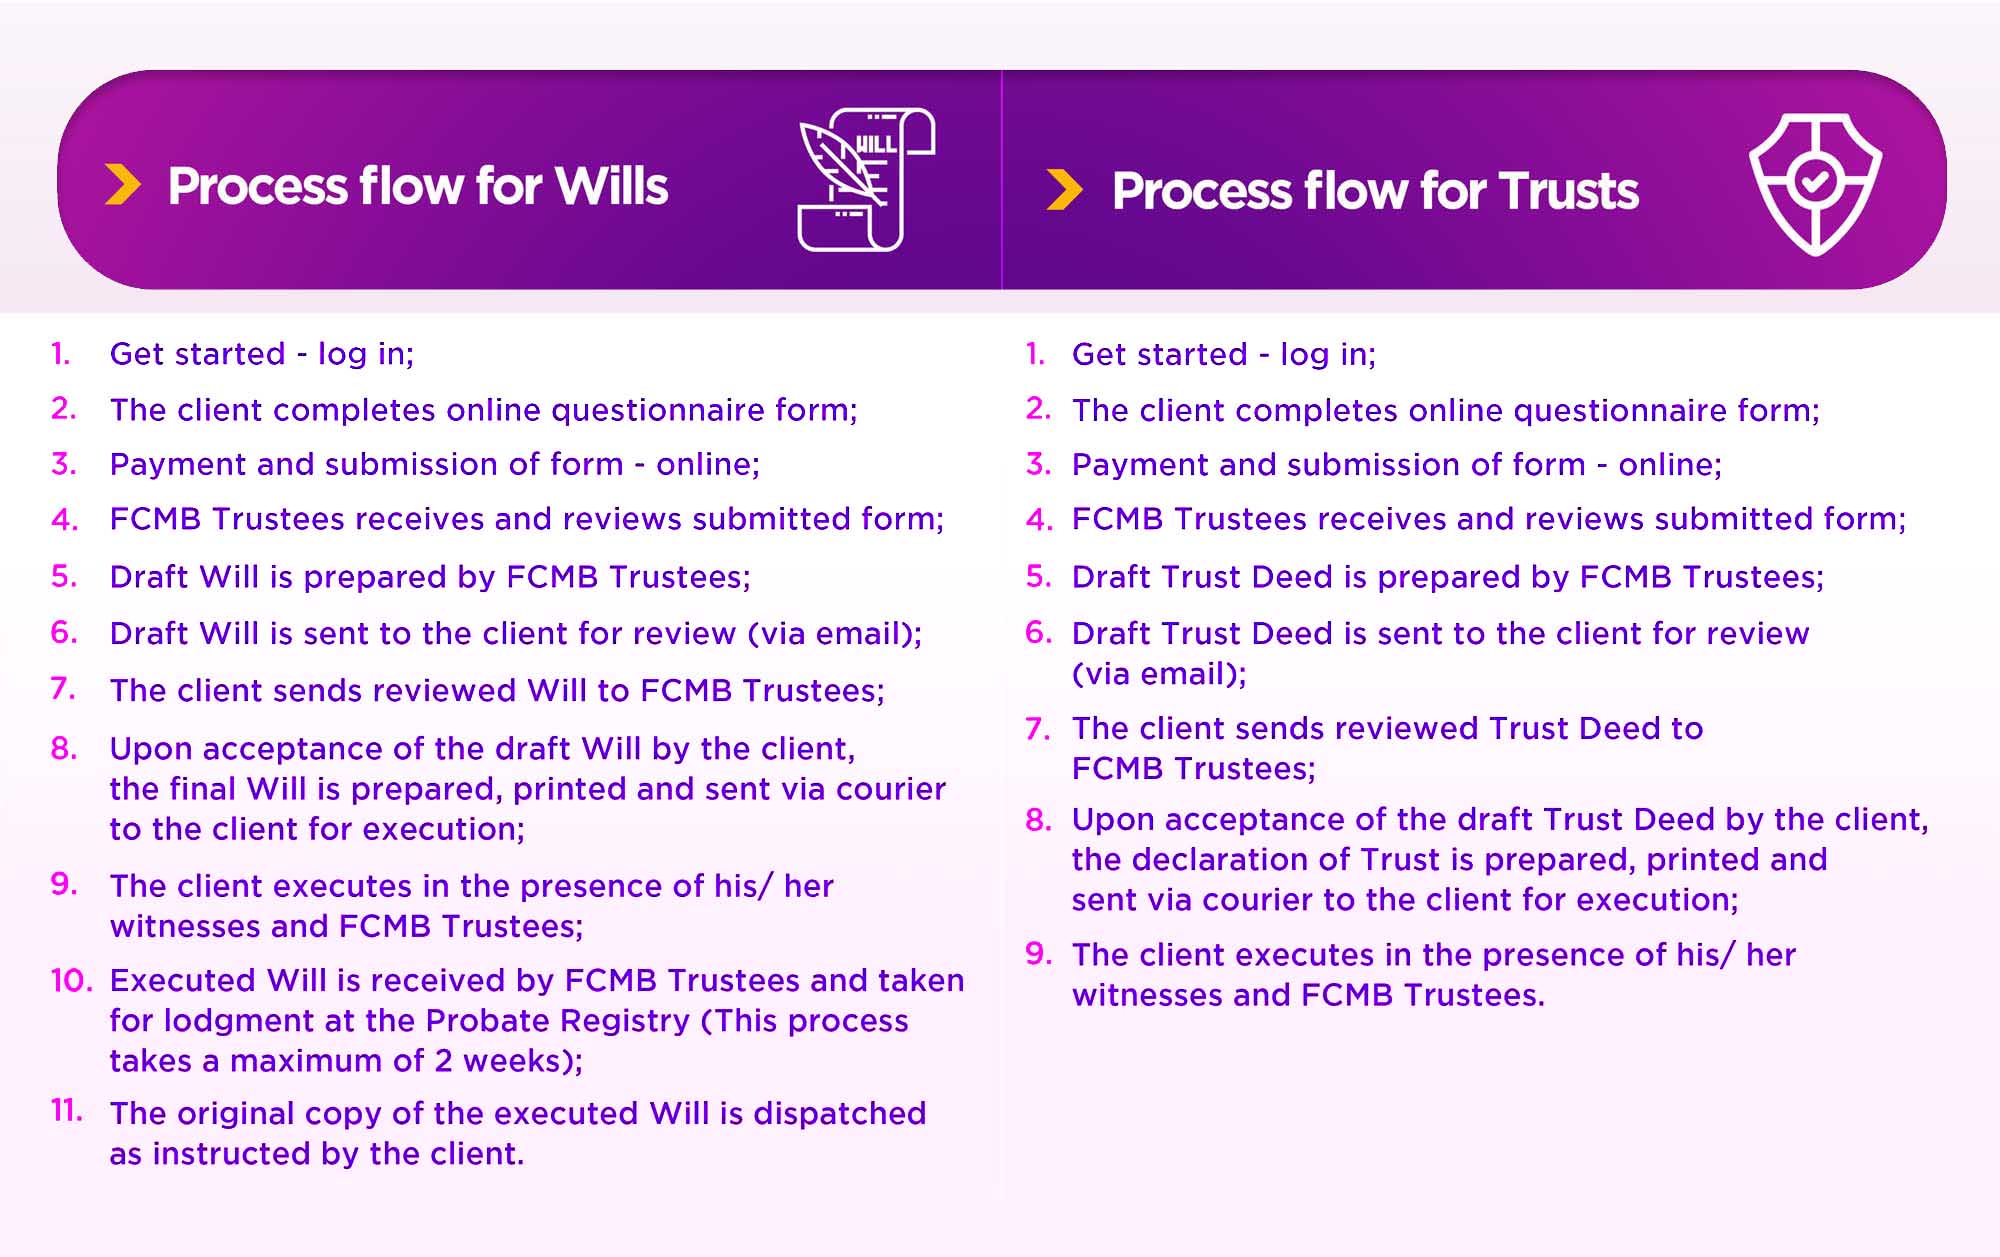 Process flow for Wills
WILL
1. Get started - log in;
2. The client completes online questionnaire form;
3. Payment and submission of form - online;
4. FCMB Trustees receives and reviews submitted form;
5. Draft Will is prepared by FCMB Trustees;
6. Draft Will is sent to the client for review (via email);
7. The client sends reviewed Will to FCMB Trustees;
8. Upon acceptance of the draft Will by the client,
the final Will is prepared, printed and sent via courier
to the client for execution;
9. The client executes in the presence of his/ her
witnesses and FCMB Trustees;
10. Executed Will is received by FCMB Trustees and taken
for lodgment at the Probate Registry (This process
takes a maximum of 2 weeks);
11. The original copy of the executed Will is dispatched
as instructed by the client.
Process flow for Trusts
1. Get started - log in;
2. The client completes online questionnaire form;
3. Payment and submission of form - online;
4. FCMB Trustees receives and reviews submitted form;
5. Draft Trust Deed is prepared by FCMB Trustees;
6. Draft Trust Deed is sent to the client for review
(via email);
7. The client sends reviewed Trust Deed to
FCMB Trustees;
8. Upon acceptance of the draft Trust Deed by the client,
the declaration of Trust is prepared, printed and
sent via courier to the client for execution;
9. The client executes in the presence of his/ her
witnesses and FCMB Trustees.